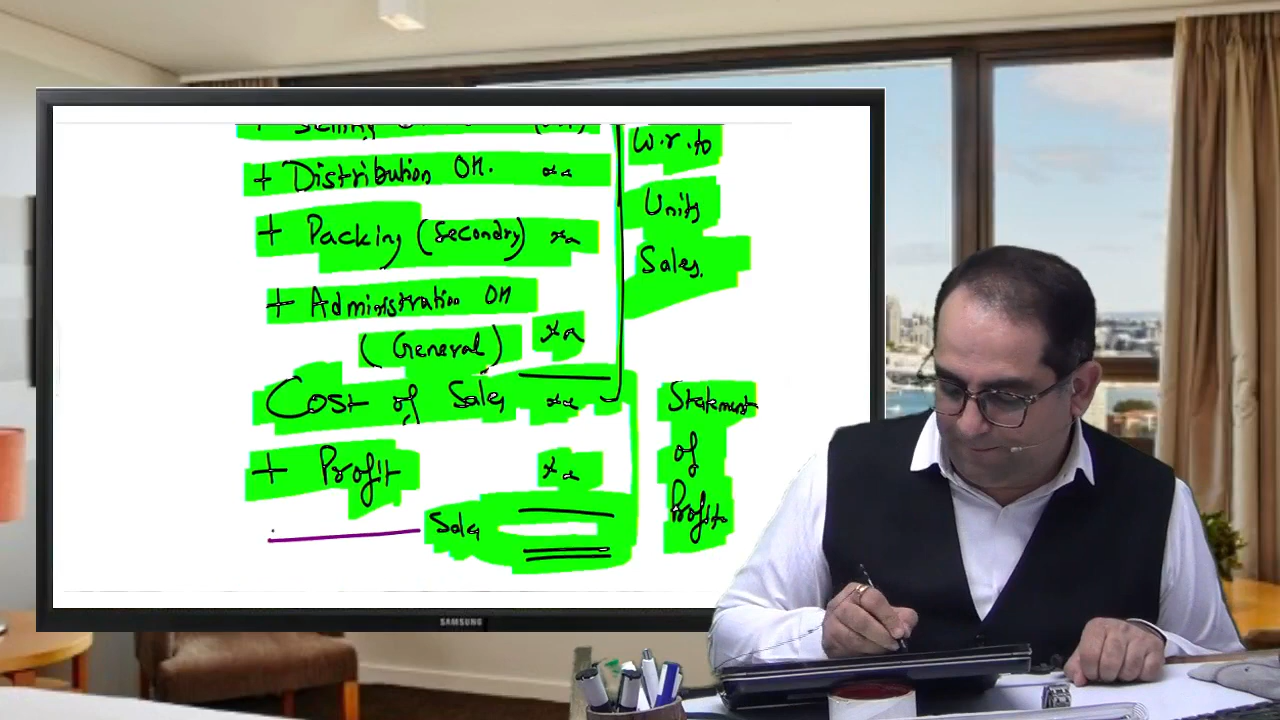 + Selling
+ Distribution OH. xx
+ Packing (Secondry) xx
+ Administration OH
(General) xx
Cost of Sales xx
+ Profit xx
Sales
W.r.to
Units
Sales.
Statement
of
Profits
SAMSUNG